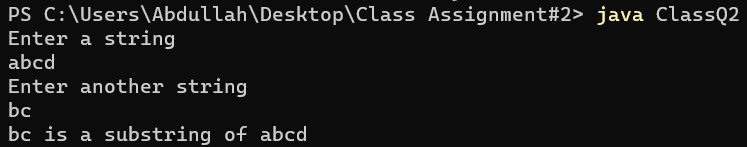 PS C:\Users\Abdullah\Desktop\Class Assignment#2> java ClassQ2
Enter a string
abcd
Enter another string
bc
bc is a substring of abcd